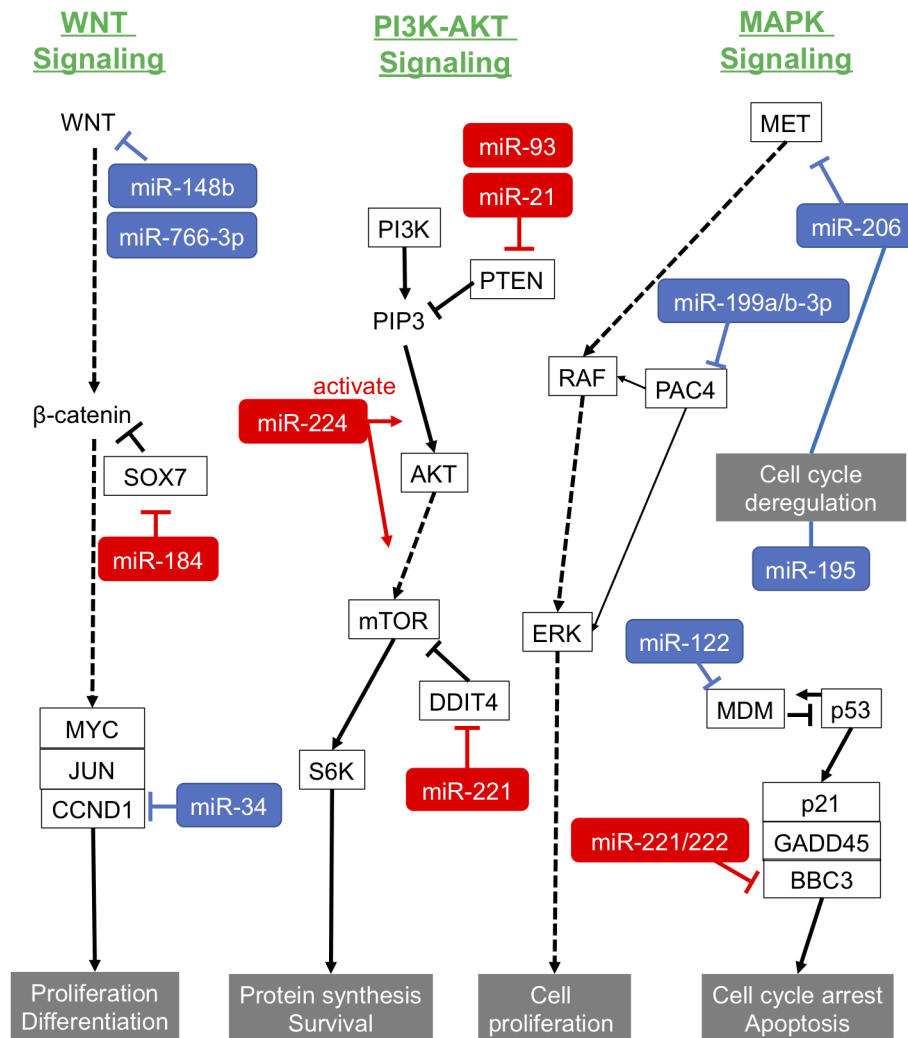 WNT
Signaling
PI3K-AKT
Signaling
MAPK
Signaling
WNT
miR-148b
miR-766-3p
β-catenin
SOX7
miR-184
MYC
JUN
CCND1
miR-34
Proliferation
Differentiation
miR-93
miR-21
PI3K
PTEN
PIP3
activate
miR-224
AKT
mTOR
DDIT4
S6K
miR-221
Protein synthesis
Survival
MET
miR-206
miR-199a/b-3p
RAF
PAC4
Cell cycle
deregulation
miR-195
ERK
miR-122
MDM
p53
p21
miR-221/222
GADD45
BBC3
Cell
proliferation
Cell cycle arrest
Apoptosis